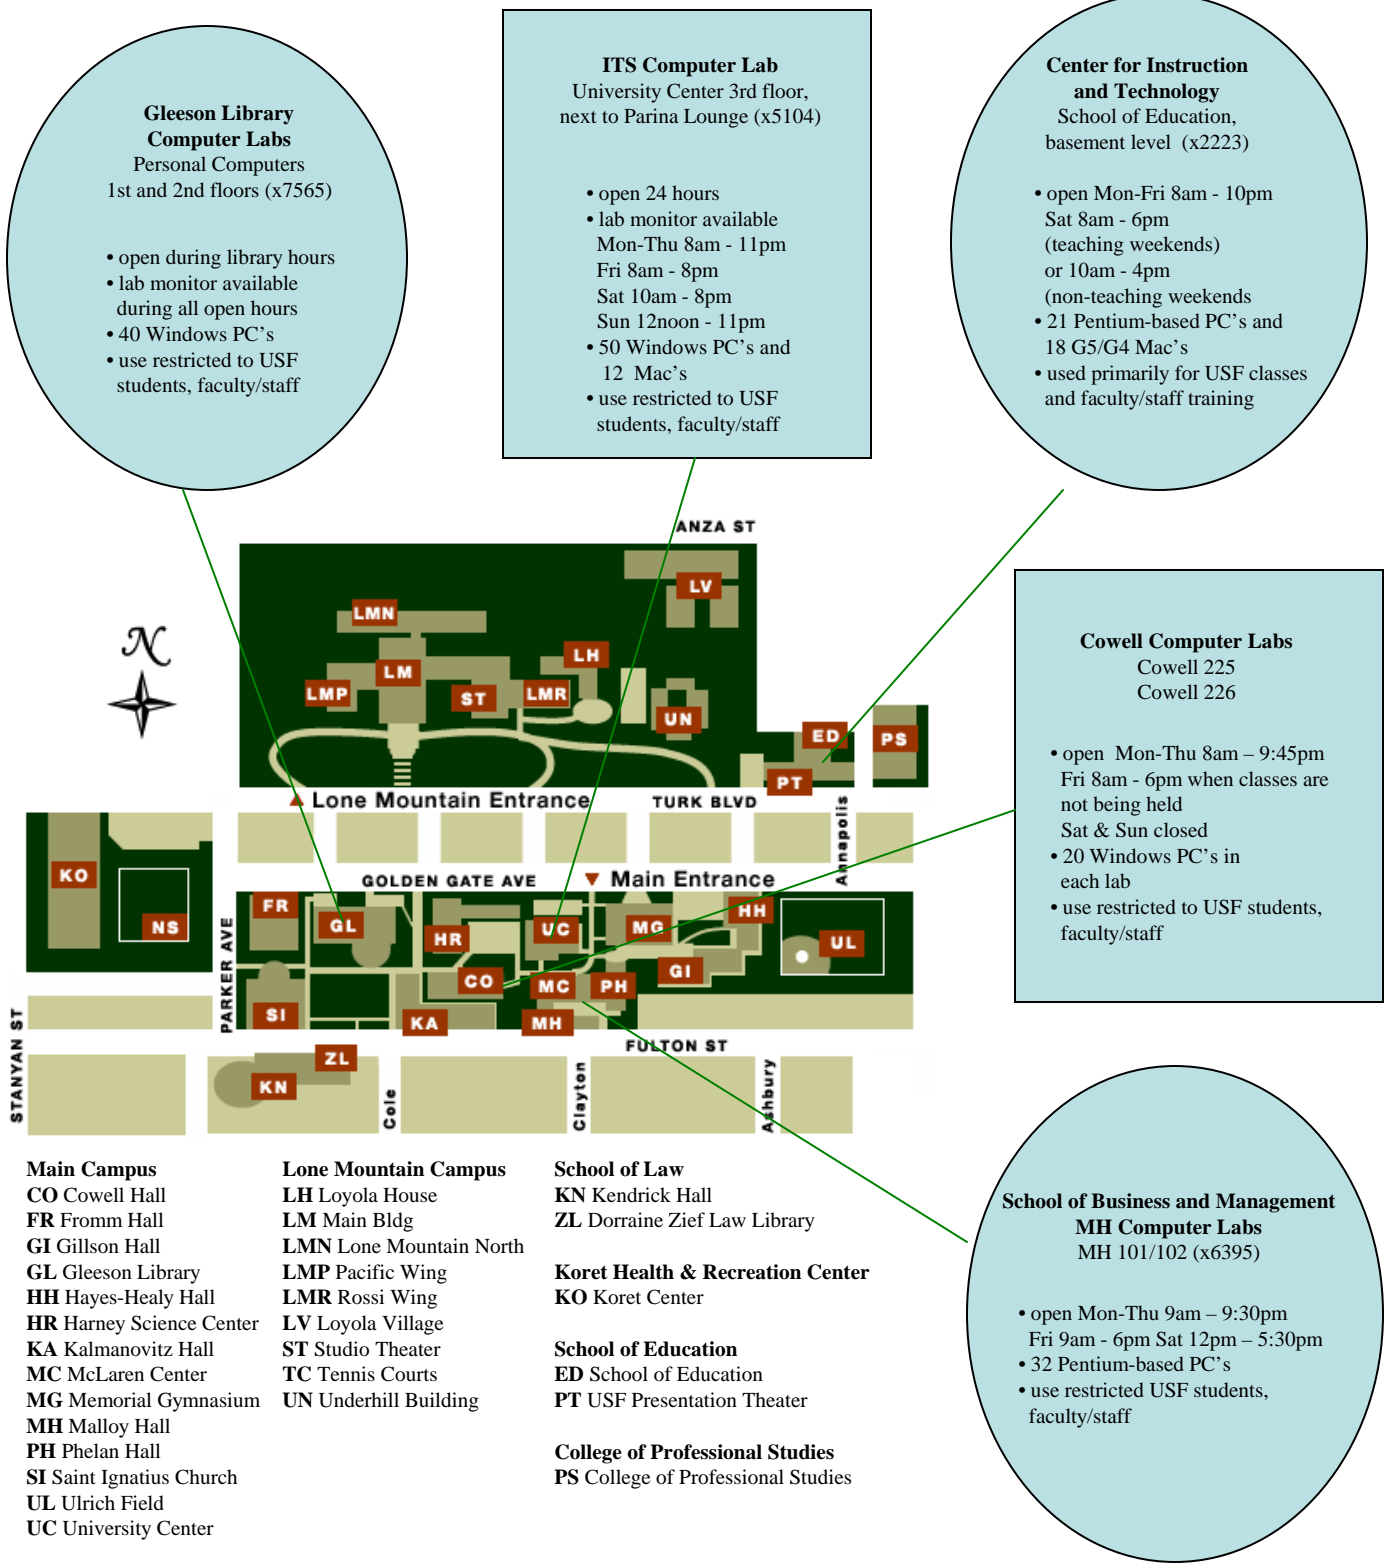 Gleeson Library
Computer Labs
Personal Computers
1st and 2nd floors (x7565)
• open during library hours
• lab monitor available
during all open hours
• 40 Windows PC’s
• use restricted to USF
students, faculty/staff
ITS Computer Lab
University Center 3rd floor,
next to Parina Lounge (x5104)
• open 24 hours
• lab monitor available
Mon-Thu 8am - 11pm
Fri 8am - 8pm
Sat 10am - 8pm
Sun 12noon - 11pm
• 50 Windows PC’s and
12 Mac’s
• use restricted to USF
students, faculty/staff
Center for Instruction
and Technology
School of Education,
basement level (x2223)
• open Mon-Fri 8am - 10pm
Sat 8am - 6pm
(teaching weekends)
or 10am - 4pm
(non-teaching weekends
• 21 Pentium-based PC’s and
18 G5/G4 Mac’s
• used primarily for USF classes
and faculty/staff training
Cowell Computer Labs
Cowell 225
Cowell 226
• open Mon-Thu 8am – 9:45pm
Fri 8am - 6pm when classes are
not being held
Sat & Sun closed
• 20 Windows PC’s in
each lab
• use restricted to USF students,
faculty/staff
School of Business and Management
MH Computer Labs
MH 101/102 (x6395)
• open Mon-Thu 9am – 9:30pm
Fri 9am - 6pm Sat 12pm – 5:30pm
• 32 Pentium-based PC’s
• use restricted USF students,
faculty/staff
ANZA ST
N
LV
LMN
LH
LM
LMP
ST
LMR
UN
ED
PS
PT
Lone Mountain Entrance
TURK BLVD
Annapolis
KO
GOLDEN GATE AVE
Main Entrance
NS
PARKER AVE
FR
GL
HR
UC
MG
HH
UL
GI
CO
MC
PH
SI
KA
MH
STANYAN ST
FULTON ST
ZL
KN
Cole
Clayton
Ashbury
Main Campus
CO Cowell Hall
FR Fromm Hall
GI Gillson Hall
GL Gleeson Library
HH Hayes-Healy Hall
HR Harney Science Center
KA Kalmanovitz Hall
MC McLaren Center
MG Memorial Gymnasium
MH Malloy Hall
PH Phelan Hall
SI Saint Ignatius Church
UL Ulrich Field
UC University Center
Lone Mountain Campus
LH Loyola House
LM Main Bldg
LMN Lone Mountain North
LMP Pacific Wing
LMR Rossi Wing
LV Loyola Village
ST Studio Theater
TC Tennis Courts
UN Underhill Building
School of Law
KN Kendrick Hall
ZL Dorraine Zief Law Library
Koret Health & Recreation Center
KO Koret Center
School of Education
ED School of Education
PT USF Presentation Theater
College of Professional Studies
PS College of Professional Studies